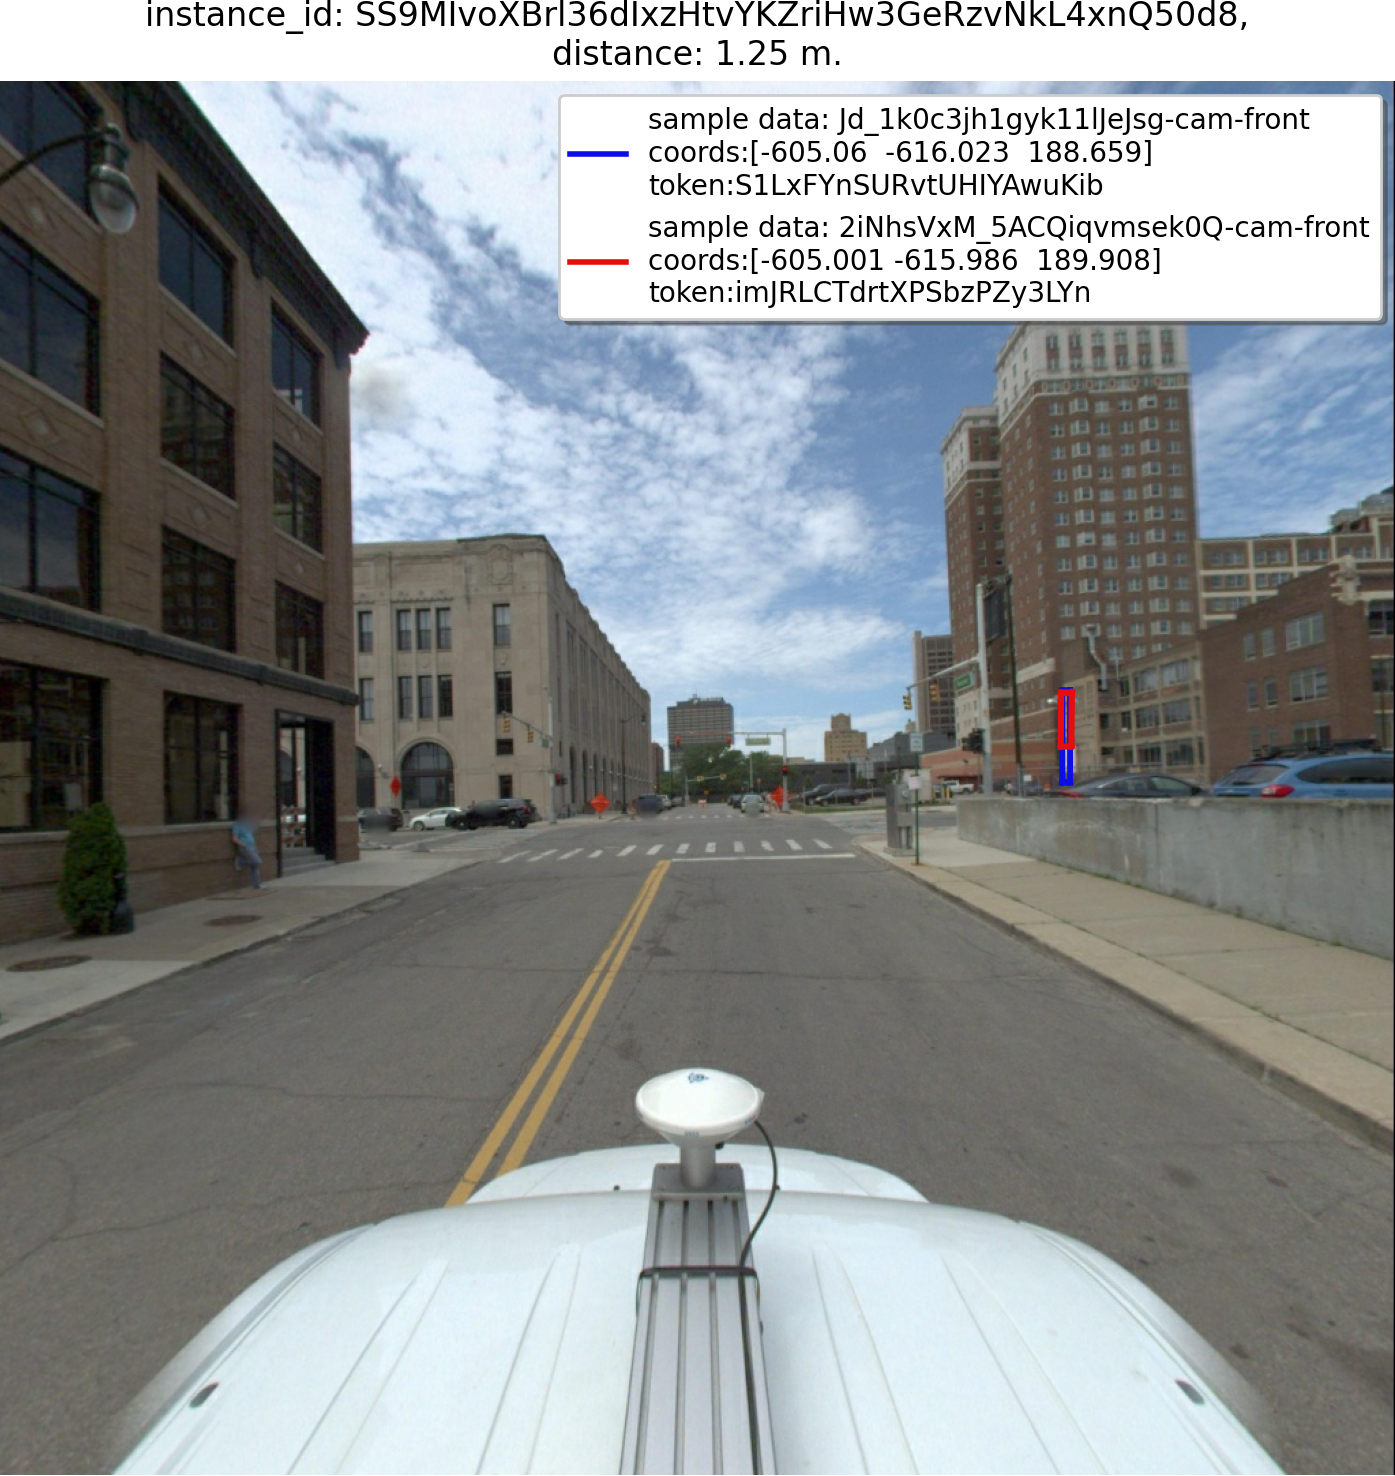 instance_id: SS9MIvoXBrl36dIxzHtvYKZriHw3GeRzvNkL4xnQ50d8,
distance: 1.25 m.
sample data: Jd_1k0c3jh1gyk11lJeJsg-cam-front
coords:[-605.06  -616.023  188.659]
token:S1LxFYnSURvtUHIYAwuKib
sample data: 2iNhsVxM_5ACQiqvmsek0Q-cam-front
coords:[-605.001 -615.986  189.908]
token:imJRLCTdrtXPSbzPZy3LYn